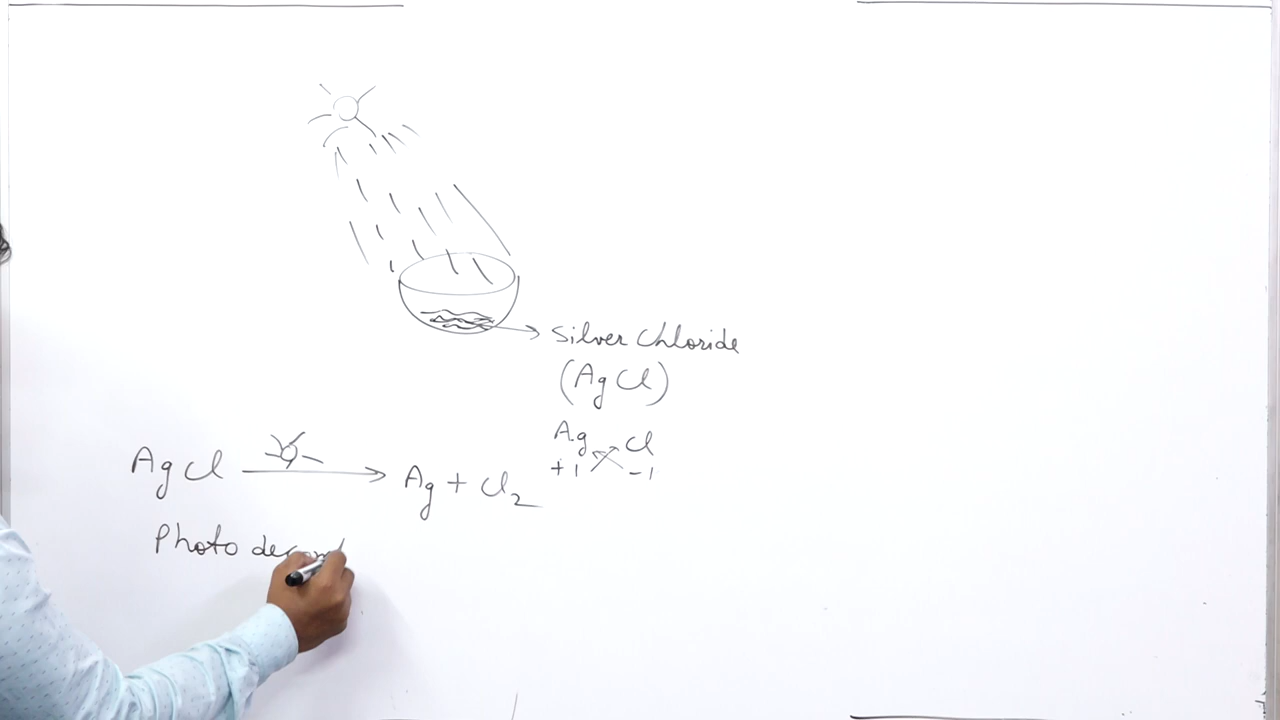 Silver Chloride
(AgCl)
Ag Cl
+1 -1
AgCl → Ag + Cl₂
Photo decom